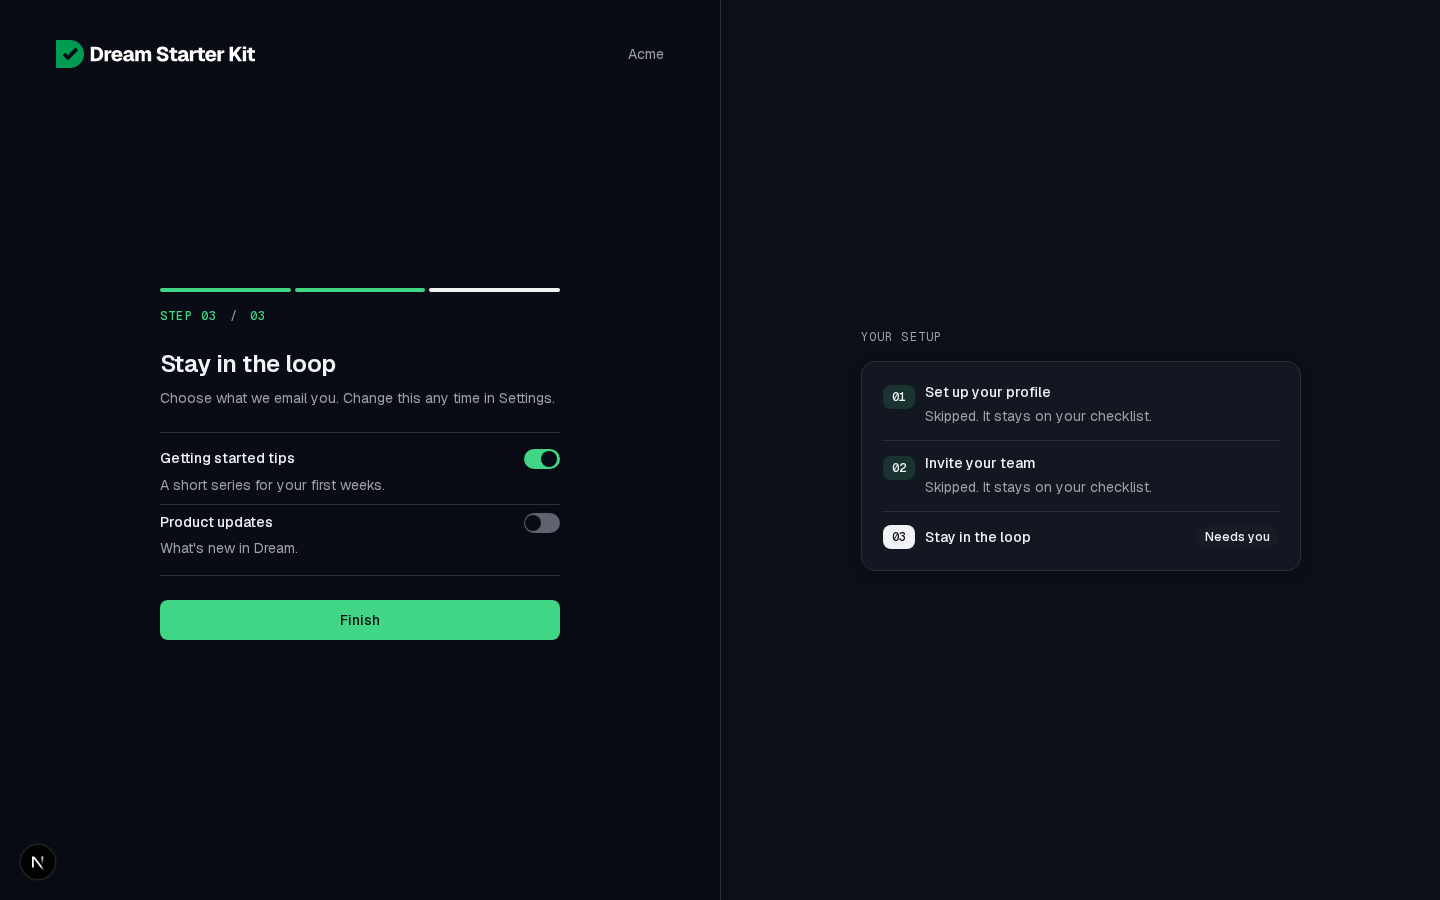 Dream Starter Kit
Acme
STEP 03 / 03
Stay in the loop
Choose what we email you. Change this any time in Settings.
Getting started tips
A short series for your first weeks.
Product updates
What's new in Dream.
Finish
YOUR SETUP
01 Set up your profile
Skipped. It stays on your checklist.
02 Invite your team
Skipped. It stays on your checklist.
03 Stay in the loop Needs you
N